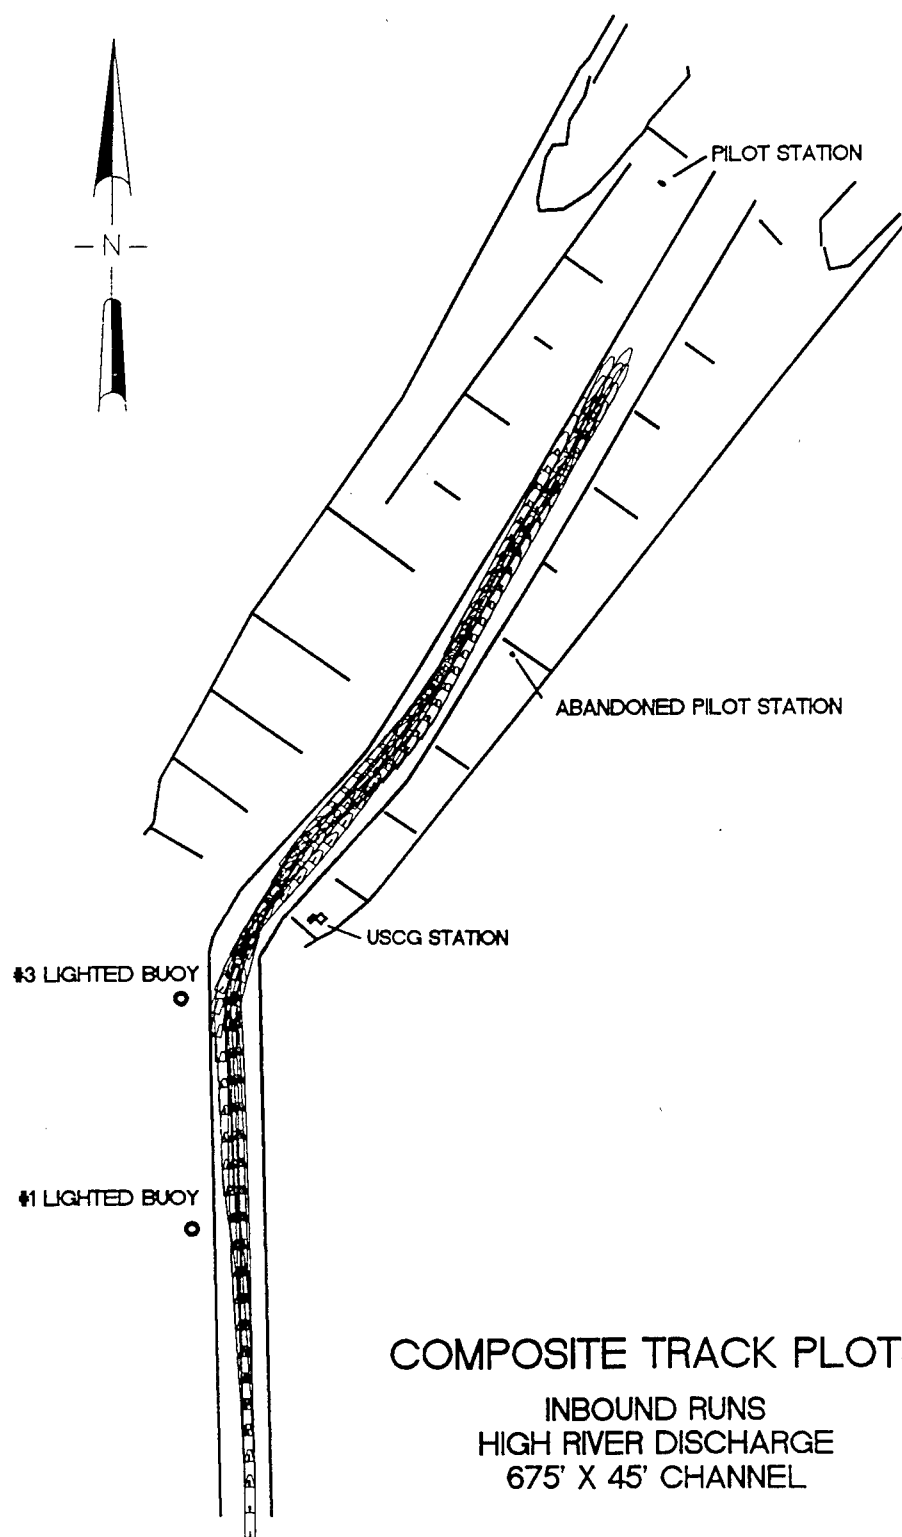 PILOT STATION
- N -
ABANDONED PILOT STATION
USCG STATION
#3 LIGHTED BUOY
#1 LIGHTED BUOY
COMPOSITE TRACK PLOT
INBOUND RUNS
HIGH RIVER DISCHARGE
675' X 45' CHANNEL